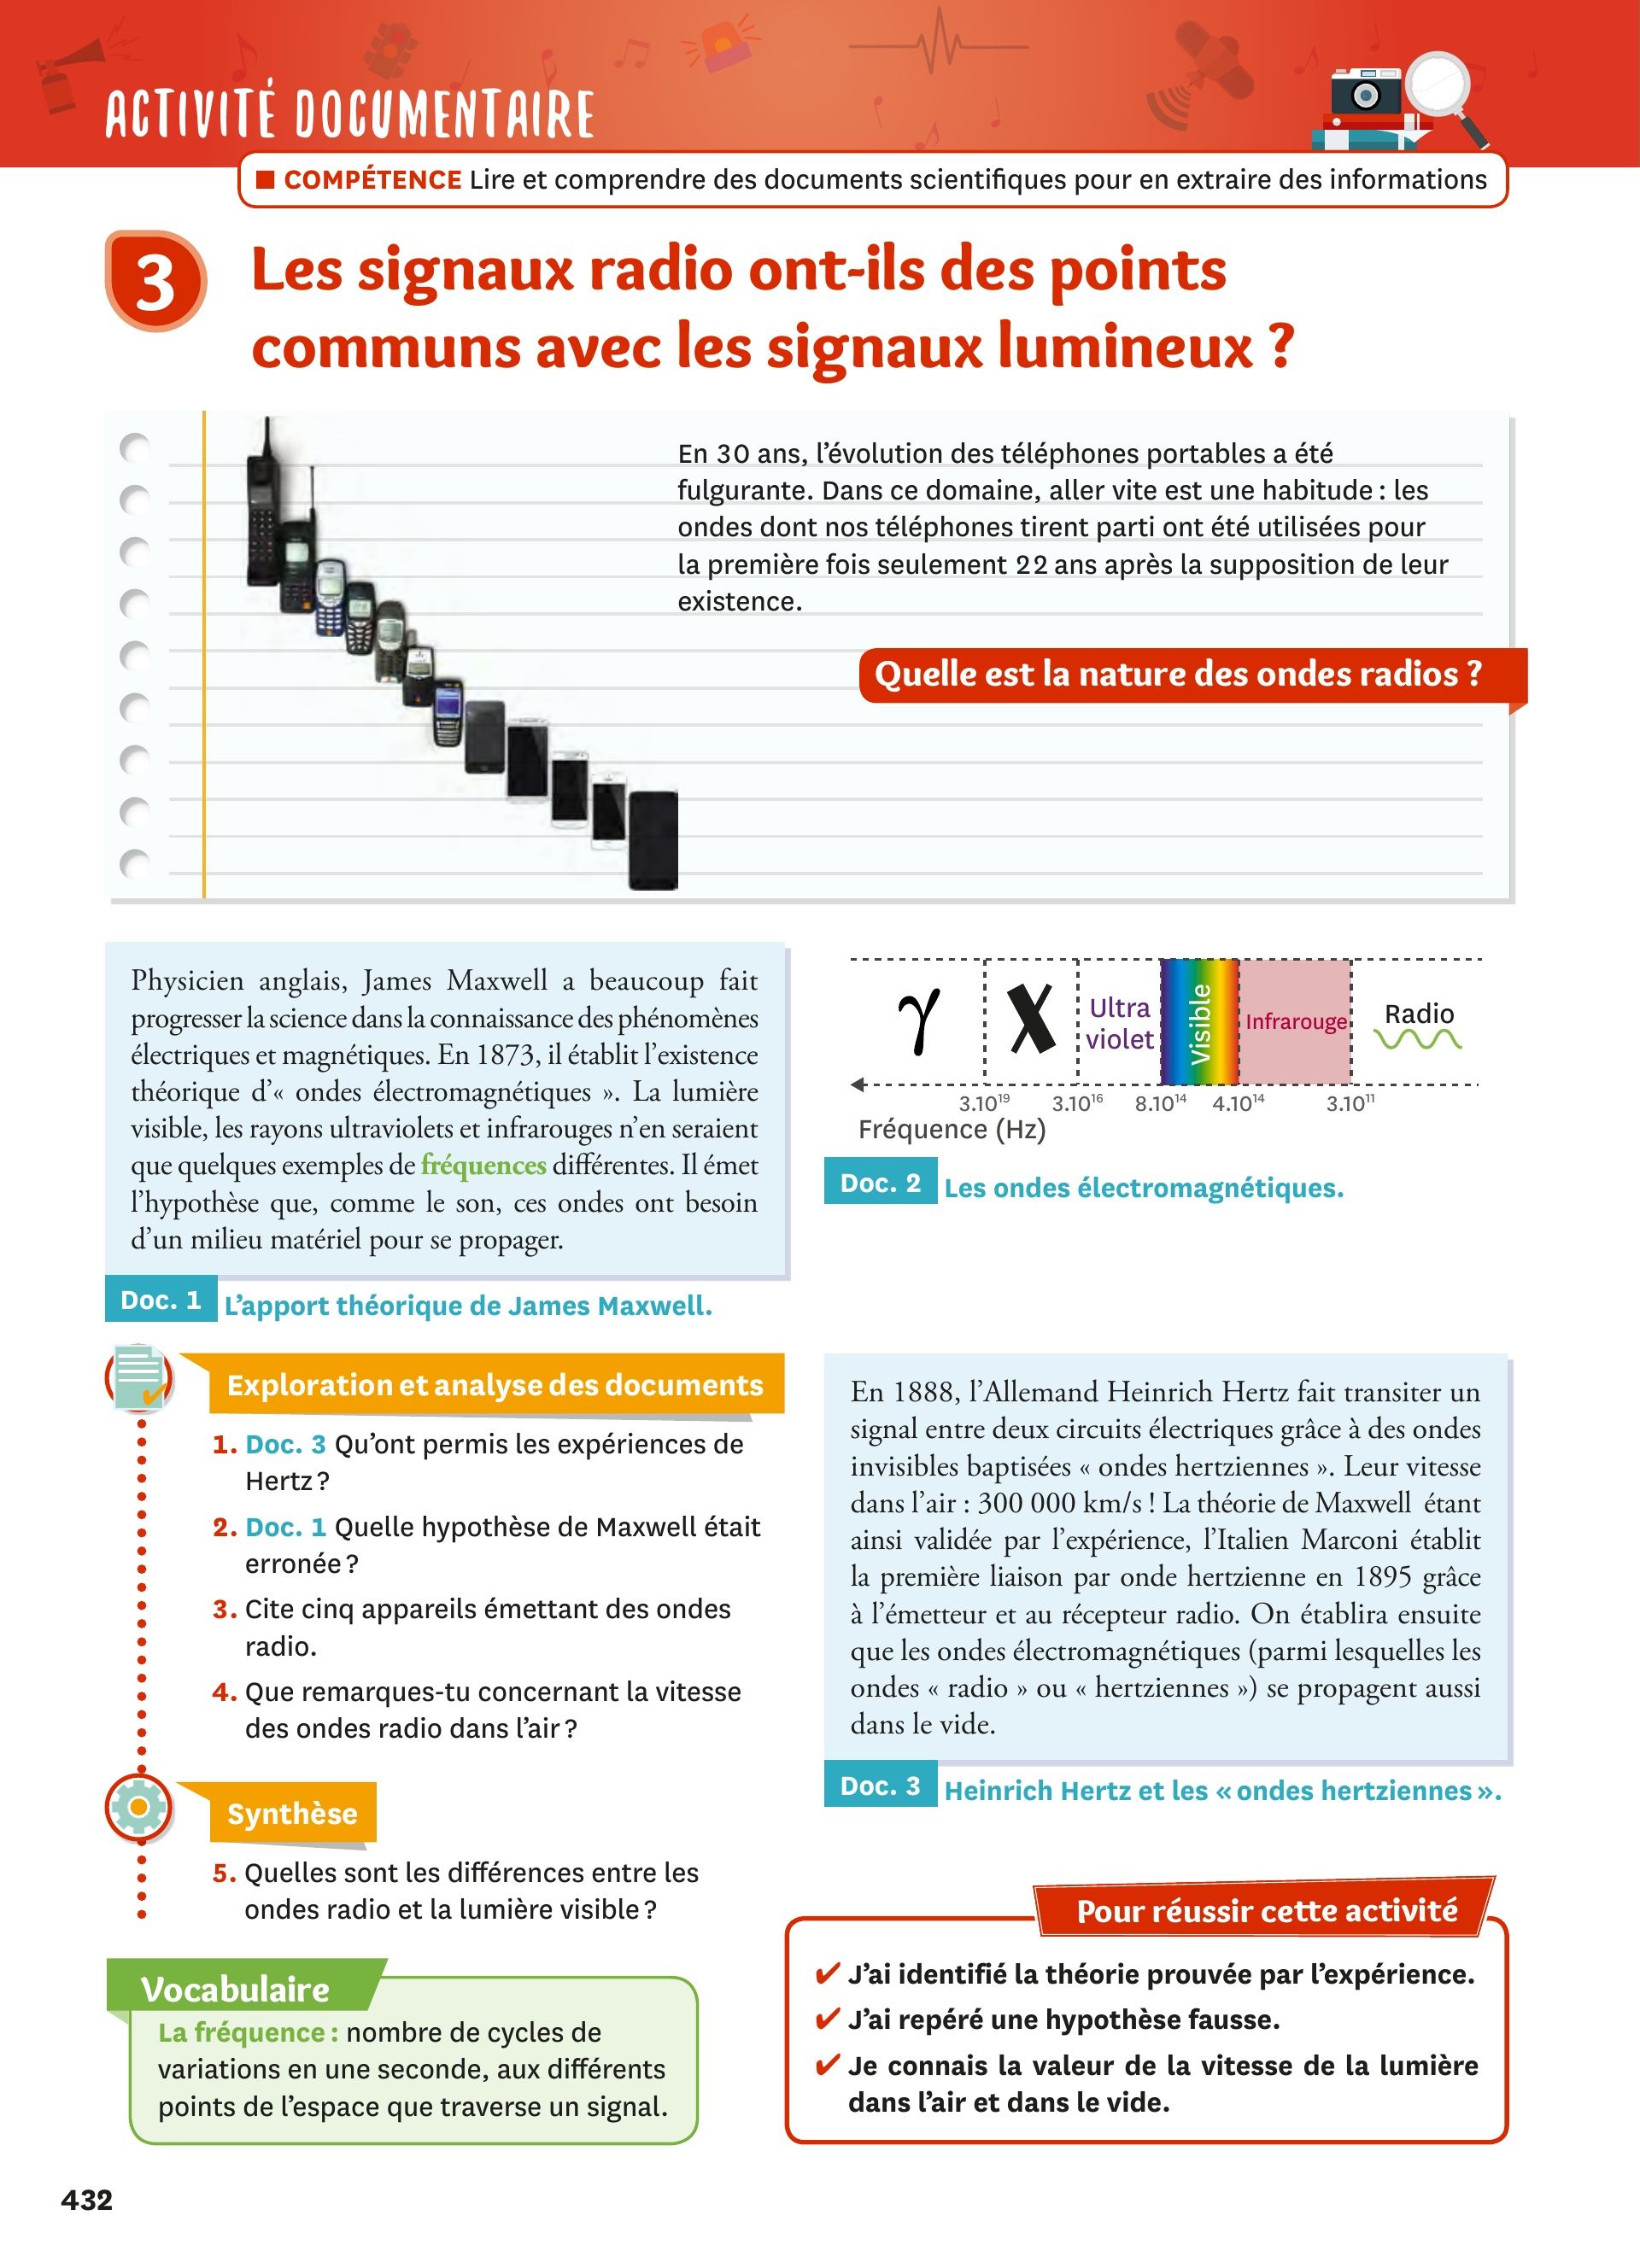 ACTIVITÉ DOCUMENTAIRE
■ COMPÉTENCE Lire et comprendre des documents scientifiques pour en extraire des informations
3
Les signaux radio ont-ils des points
communs avec les signaux lumineux ?
En 30 ans, l’évolution des téléphones portables a été
fulgurante. Dans ce domaine, aller vite est une habitude : les
ondes dont nos téléphones tirent parti ont été utilisées pour
la première fois seulement 22 ans après la supposition de leur
existence.
Quelle est la nature des ondes radios ?
Physicien anglais, James Maxwell a beaucoup fait
progresser la science dans la connaissance des phénomènes
électriques et magnétiques. En 1873, il établit l’existence
théorique d’« ondes électromagnétiques ». La lumière
visible, les rayons ultraviolets et infrarouges n’en seraient
que quelques exemples de fréquences différentes. Il émet
l’hypothèse que, comme le son, ces ondes ont besoin
d’un milieu matériel pour se propager.
Doc. 1 L’apport théorique de James Maxwell.
γ
X
Ultra
violet
Visible
Infrarouge
Radio
3.10¹⁹ 3.10¹⁶ 8.10¹⁴ 4.10¹⁴ 3.10¹¹
Fréquence (Hz)
Doc. 2 Les ondes électromagnétiques.
Exploration et analyse des documents
1. Doc. 3 Qu’ont permis les expériences de
Hertz ?
2. Doc. 1 Quelle hypothèse de Maxwell était
erronée ?
3. Cite cinq appareils émettant des ondes
radio.
4. Que remarques-tu concernant la vitesse
des ondes radio dans l’air ?
Synthèse
5. Quelles sont les différences entre les
ondes radio et la lumière visible ?
En 1888, l’Allemand Heinrich Hertz fait transiter un
signal entre deux circuits électriques grâce à des ondes
invisibles baptisées « ondes hertziennes ». Leur vitesse
dans l’air : 300 000 km/s ! La théorie de Maxwell étant
ainsi validée par l’expérience, l’Italien Marconi établit
la première liaison par onde hertzienne en 1895 grâce
à l’émetteur et au récepteur radio. On établira ensuite
que les ondes électromagnétiques (parmi lesquelles les
ondes « radio » ou « hertziennes ») se propagent aussi
dans le vide.
Doc. 3 Heinrich Hertz et les « ondes hertziennes ».
Vocabulaire
La fréquence : nombre de cycles de
variations en une seconde, aux différents
points de l’espace que traverse un signal.
Pour réussir cette activité
✔ J’ai identifié la théorie prouvée par l’expérience.
✔ J’ai repéré une hypothèse fausse.
✔ Je connais la valeur de la vitesse de la lumière
dans l’air et dans le vide.
432